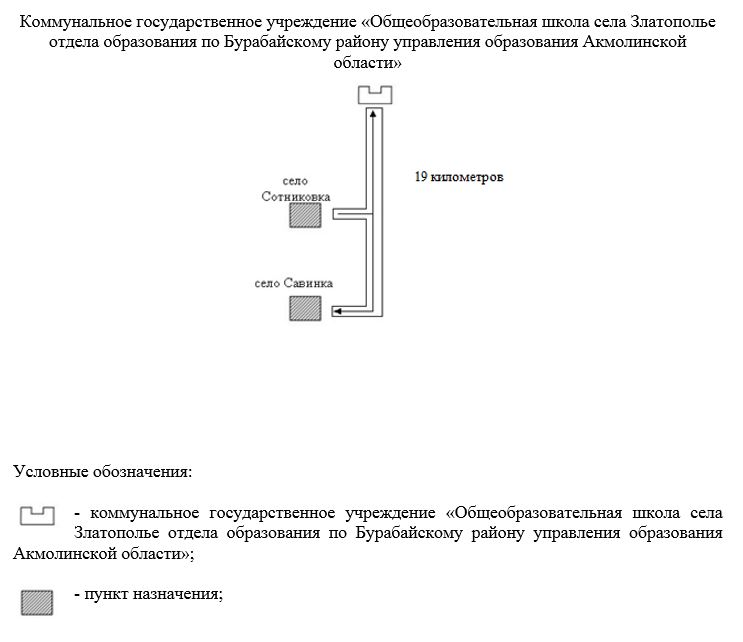 Коммунальное государственное учреждение «Общеобразовательная школа села Златополье
отдела образования по Бурабайскому району управления образования Акмолинской
области»
19 километров
село
Сотниковка
село Савинка
Условные обозначения:
- коммунальное государственное учреждение «Общеобразовательная школа села
Златополье отдела образования по Бурабайскому району управления образования
Акмолинской области»;
- пункт назначения;